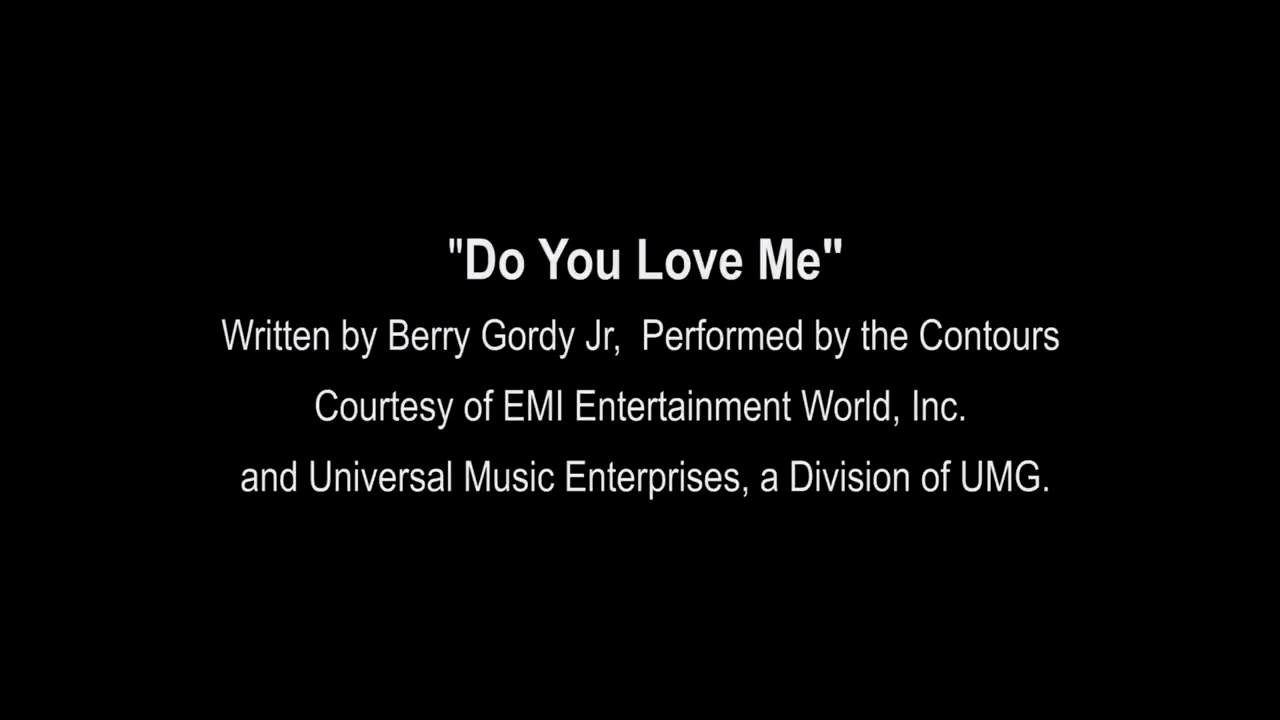 "Do You Love Me"
Written by Berry Gordy Jr,  Performed by the Contours
Courtesy of EMI Entertainment World, Inc.
and Universal Music Enterprises, a Division of UMG.